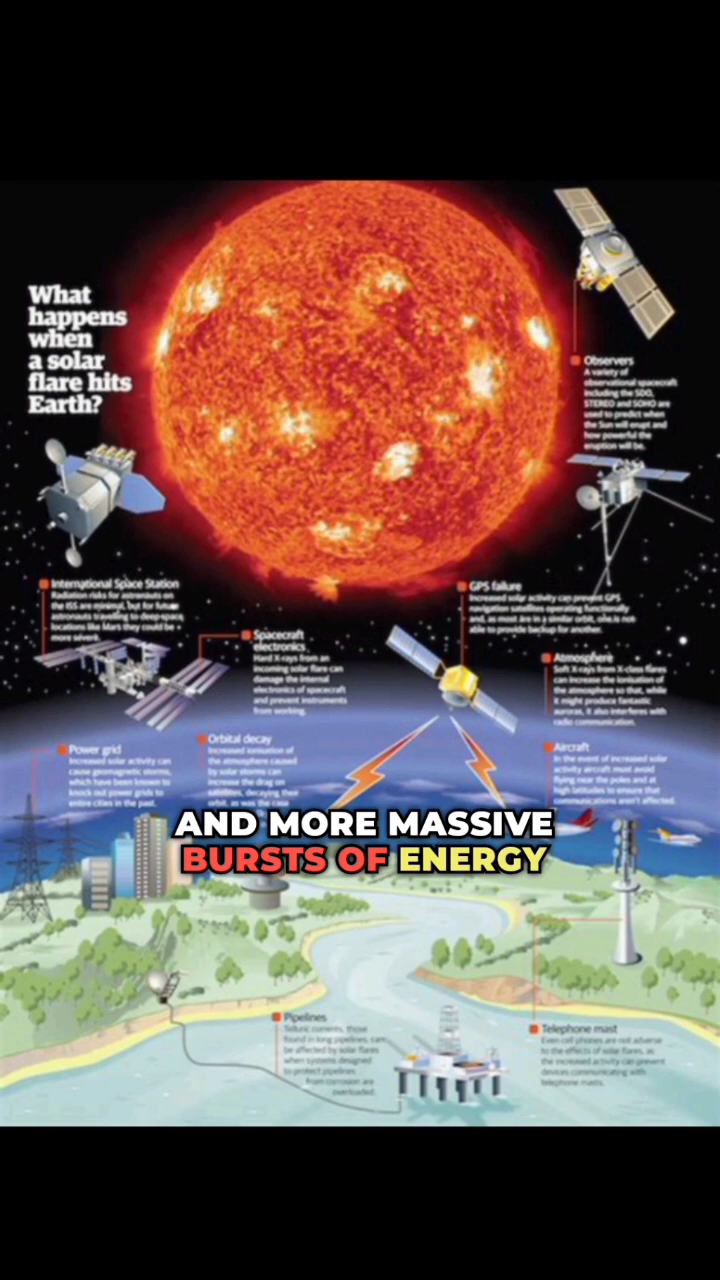 What
happens
when
a solar
flare hits
Earth?
Observers
A variety of
observational spacecraft
including the SDO,
STEREO and SOHO are
used to predict when
the Sun will erupt and
how powerful the
eruption will be.
International Space Station
Radiation risks for astronauts on
the ISS are minimal, but for future
astronauts travelling to deep-space
locations like Mars they could be
more severe
GPS failure
Increased solar activity can prevent GPS
navigation satellites operating functionally
and, as most are in a similar orbit, one is not
able to provide backup for another.
Spacecraft
electronics
Hard X-rays from an
incoming solar flare can
damage the internal
electronics of spacecraft
and prevent instruments
from working.
Atmosphere
Soft X-rays from X-class flares
can increase the ionisation of
the atmosphere so that, while
it might produce fantastic
auroras, it also interferes with
radio communication.
Power grid
Increased solar activity can
cause geomagnetic storms,
which have been known to
knock out power grids to
entire cities in the past.
Orbital decay
Increased ionisation of
the atmosphere caused
by solar storms can
increase the drag on
satellites, decaying their
orbit, as was the case
Aircraft
In the event of increased solar
activity aircraft must avoid
flying near the poles and at
high latitudes to ensure that
communications aren't affected.
AND MORE MASSIVE
BURSTS OF ENERGY
Pipelines
Telluric currents, those
found in long pipelines, can
be affected by solar flares
when systems designed
to protect pipelines
from corrosion are
overloaded.
Telephone mast
Even cell phones are not adverse
to the effects of solar flares, as
the increased activity can prevent
devices communicating with
telephone masts.